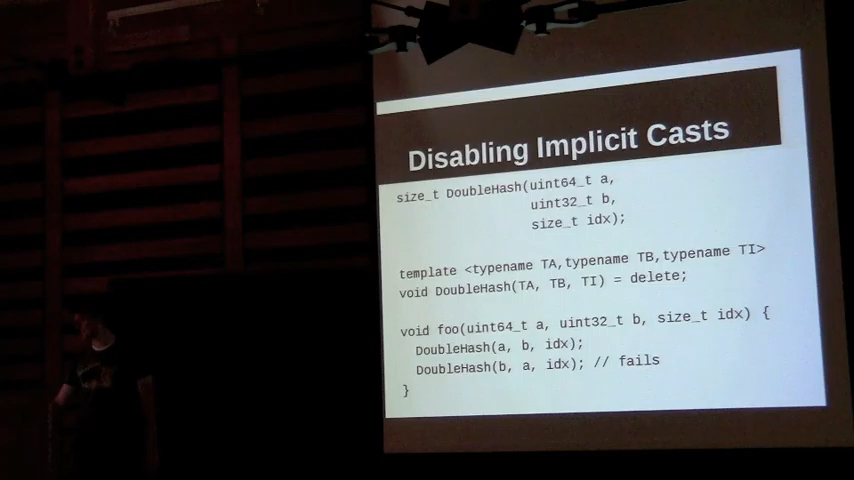 Disabling Implicit Casts
size_t DoubleHash(uint64_t a,
uint32_t b,
size_t idx);
template <typename TA,typename TB,typename TI>
void DoubleHash(TA, TB, TI) = delete;
void foo(uint64_t a, uint32_t b, size_t idx) {
DoubleHash(a, b, idx);
DoubleHash(b, a, idx); // fails
}